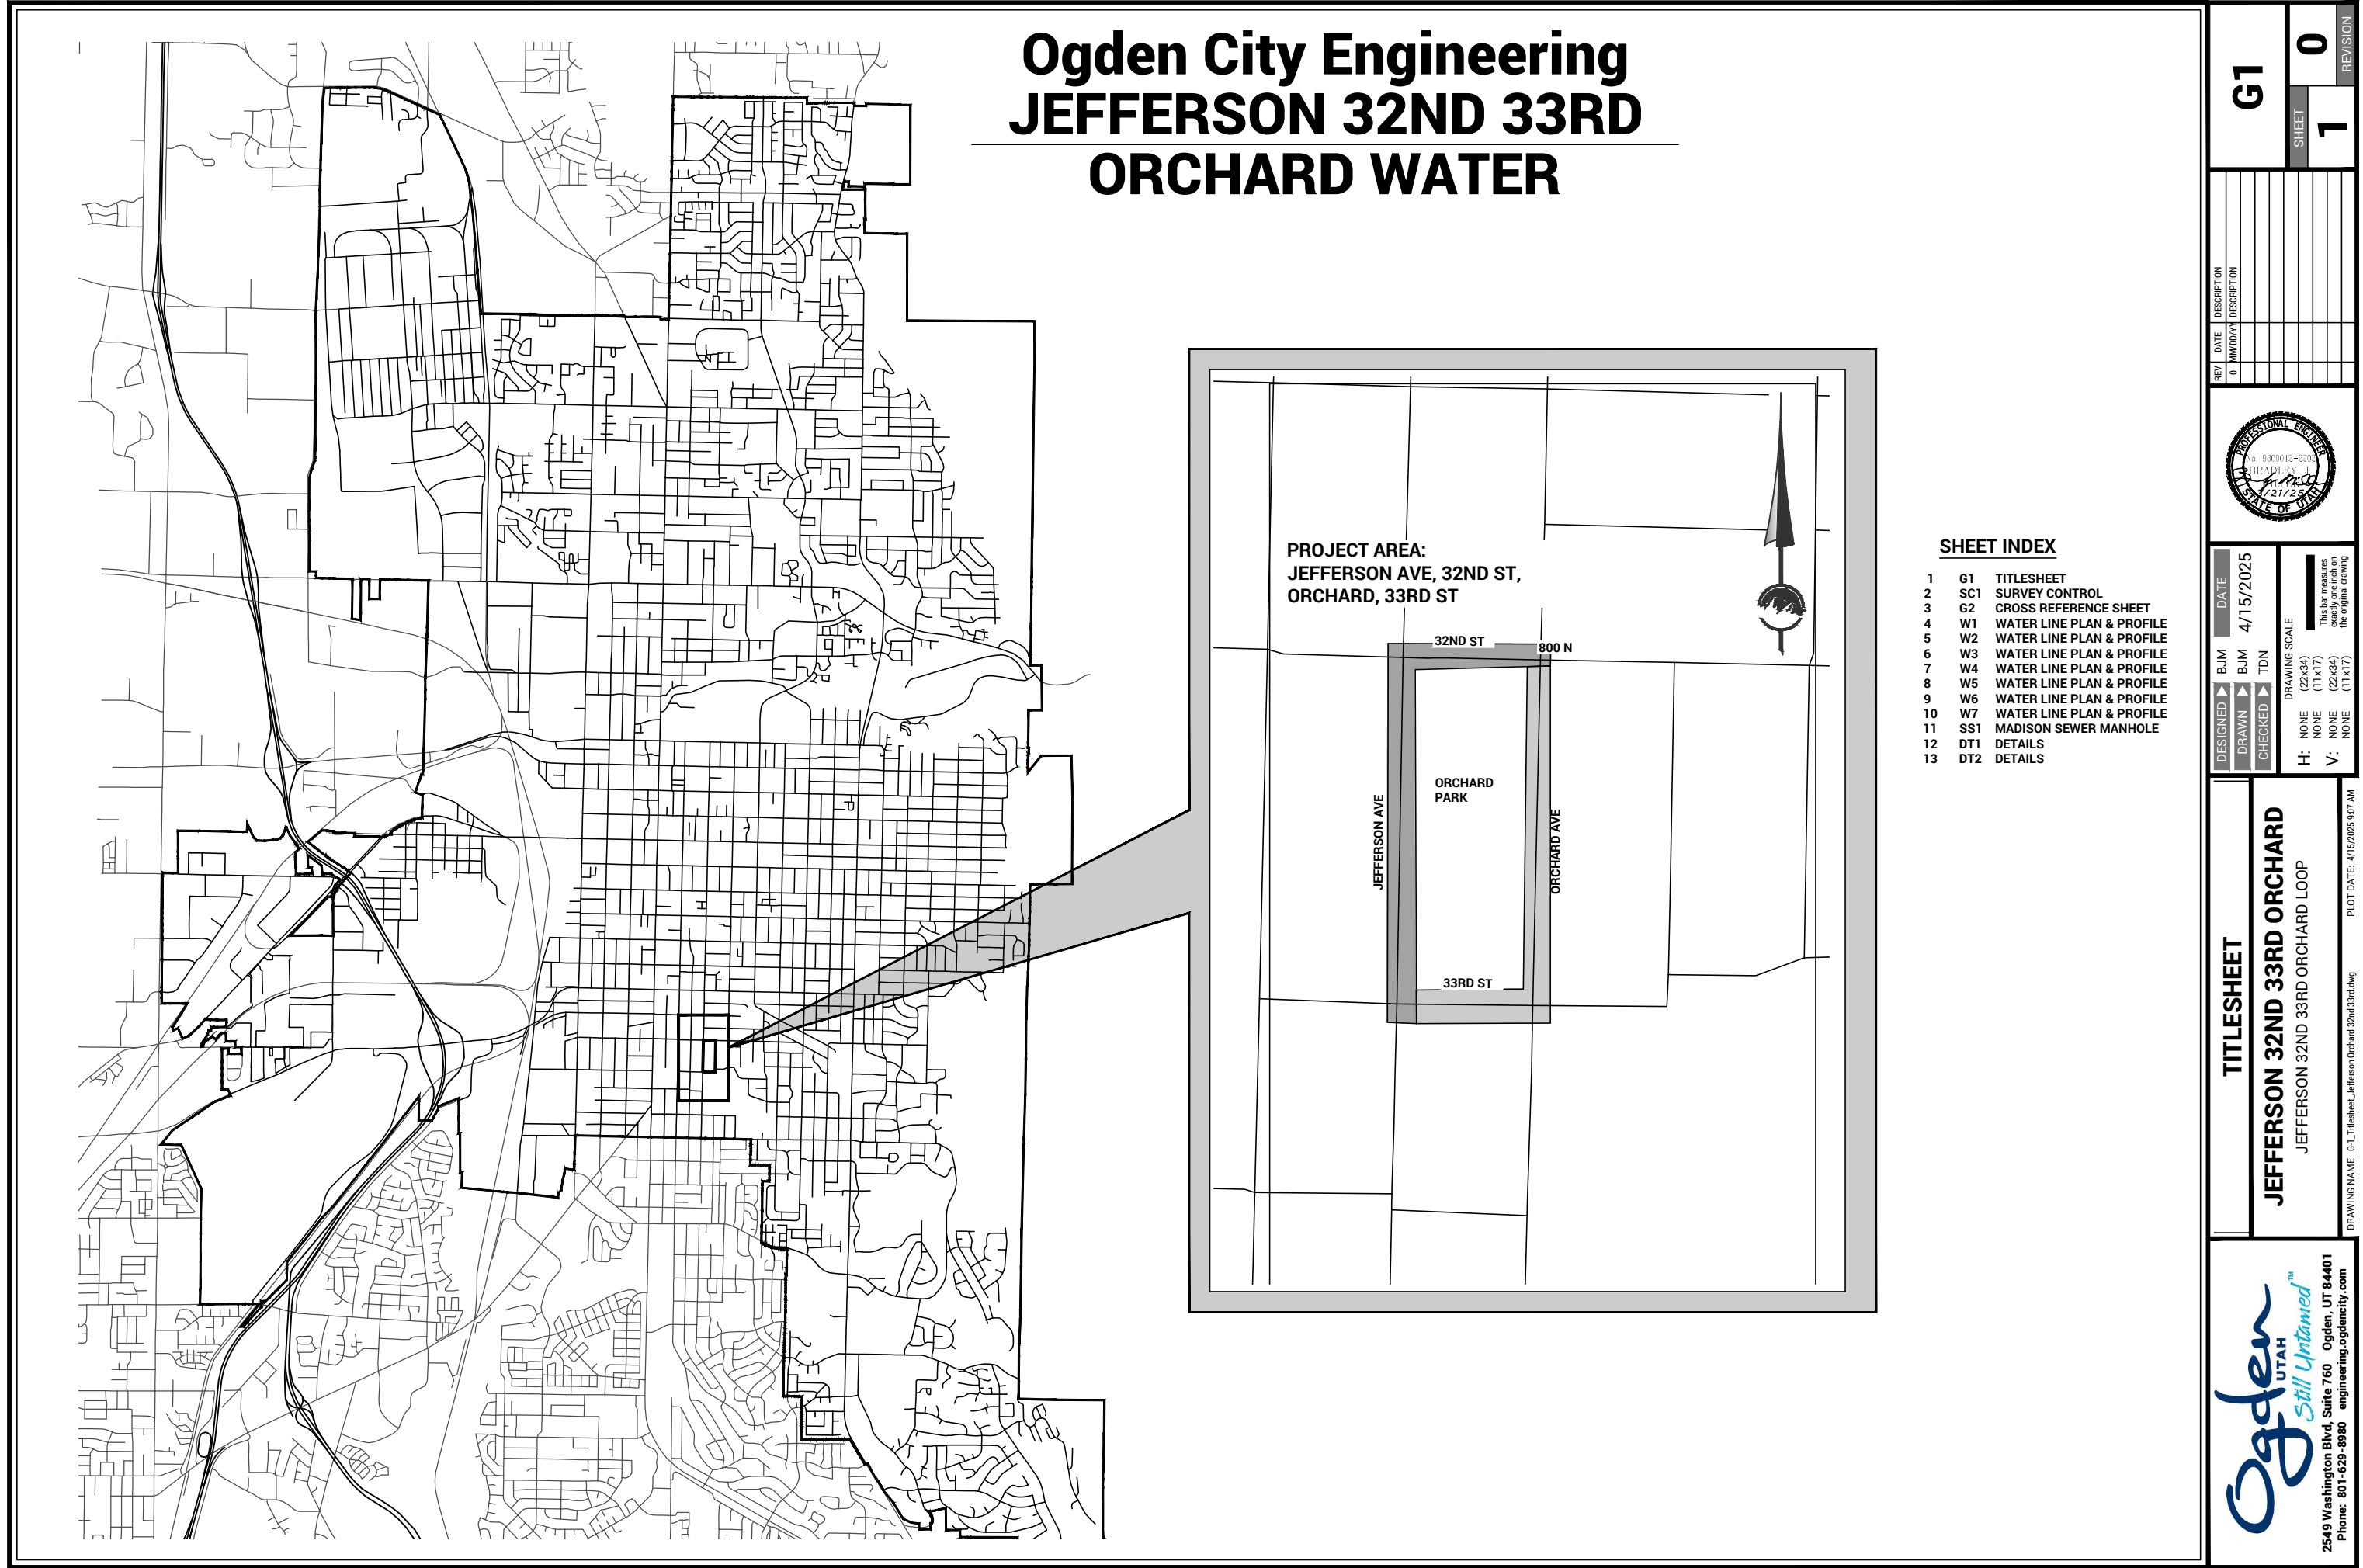 Ogden City Engineering
JEFFERSON 32ND 33RD
ORCHARD WATER
PROJECT AREA:
JEFFERSON AVE, 32ND ST,
ORCHARD, 33RD ST
32ND ST
800 N
JEFFERSON AVE
ORCHARD
PARK
ORCHARD AVE
33RD ST
SHEET INDEX
1 G1 TITLESHEET
2 SC1 SURVEY CONTROL
3 G2 CROSS REFERENCE SHEET
4 W1 WATER LINE PLAN & PROFILE
5 W2 WATER LINE PLAN & PROFILE
6 W3 WATER LINE PLAN & PROFILE
7 W4 WATER LINE PLAN & PROFILE
8 W5 WATER LINE PLAN & PROFILE
9 W6 WATER LINE PLAN & PROFILE
10 W7 WATER LINE PLAN & PROFILE
11 SS1 MADISON SEWER MANHOLE
12 DT1 DETAILS
13 DT2 DETAILS
G1
SHEET
1
0
REVISION
REV DATE DESCRIPTION
0 MM/DD/YY DESCRIPTION
PROFESSIONAL ENGINEER
BRADLEY J.
STATE OF UTAH
DESIGNED BJM DATE
DRAWN BJM 4/15/2025
CHECKED TDN
DRAWING SCALE
H: NONE (22x34)
NONE (11x17)
V: NONE (22x34)
NONE (11x17)
This bar measures
exactly one inch on
the original drawing
TITLESHEET
JEFFERSON 32ND 33RD ORCHARD
JEFFERSON 32ND 33RD ORCHARD LOOP
DRAWING NAME: G-1_Titlesheet_Jefferson Orchard 32nd 33rd.dwg PLOT DATE: 4/15/2025 9:07 AM
Ogden
UTAH
Still Untamed™
2549 Washington Blvd, Suite 760 Ogden, UT 84401
Phone: 801-629-8980 engineering.ogdencity.com